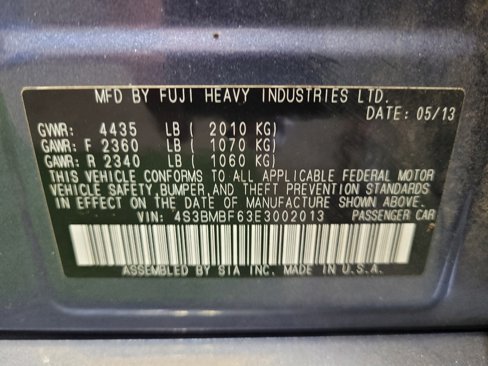 MFD BY FUJI HEAVY INDUSTRIES LTD.
DATE: 05/13
GVWR: 4435 LB ( 2010 KG)
GAWR: F 2360 LB ( 1070 KG)
GAWR: R 2340 LB ( 1060 KG)
THIS VEHICLE CONFORMS TO ALL APPLICABLE FEDERAL MOTOR
VEHICLE SAFETY, BUMPER, AND THEFT PREVENTION STANDARDS
IN EFFECT ON THE DATE OF MANUFACTURE SHOWN ABOVE.
VIN: 4S3BMBF63E3002013 PASSENGER CAR
ASSEMBLED BY SIA INC. MADE IN U.S.A.